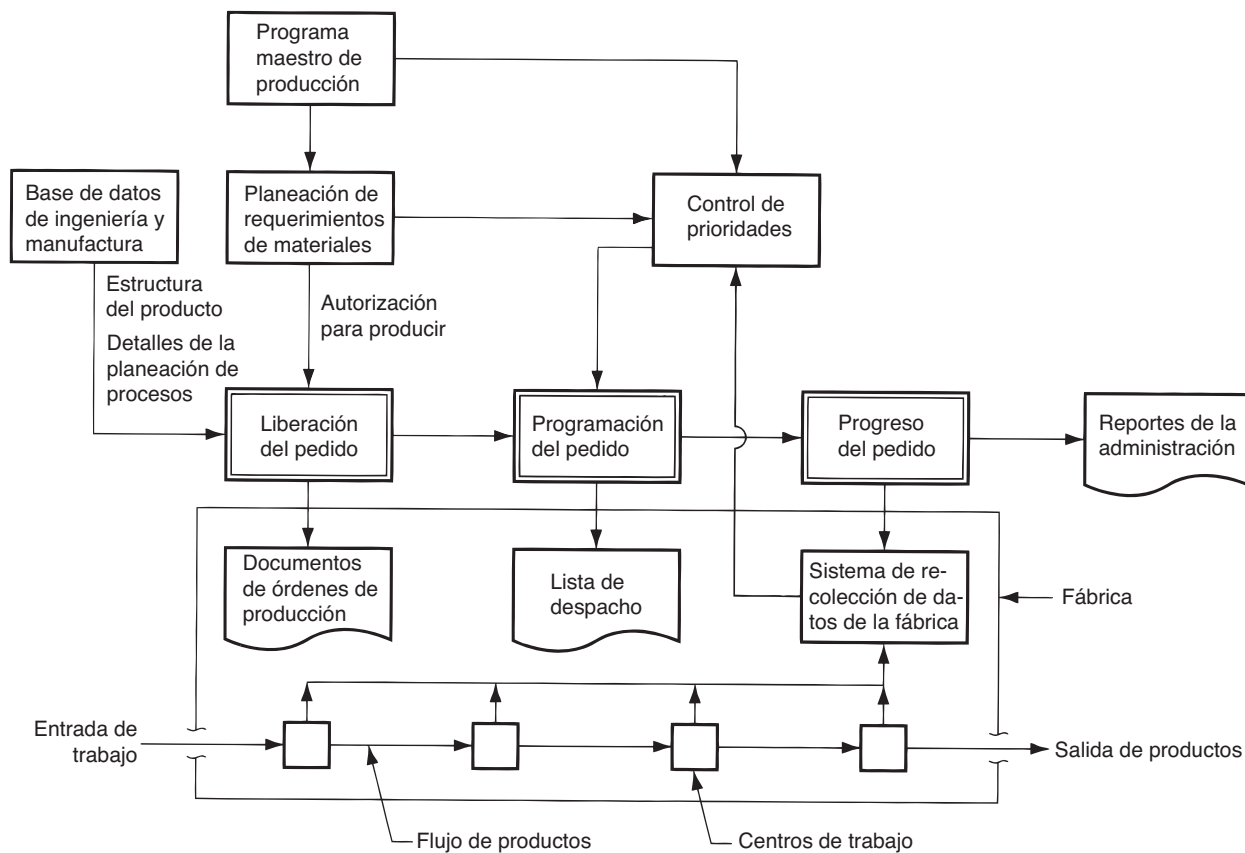 Programa
maestro de
producción
Base de datos
de ingeniería y
manufactura
Planeación de
requerimientos
de materiales
Control de
prioridades
Estructura
del producto
Detalles de la
planeación de
procesos
Autorización
para producir
Liberación
del pedido
Programación
del pedido
Progreso
del pedido
Reportes de la
administración
Documentos
de órdenes de
producción
Lista de
despacho
Sistema de re-
colección de da-
tos de la fábrica
Fábrica
Entrada de
trabajo
Salida de productos
Flujo de productos
Centros de trabajo